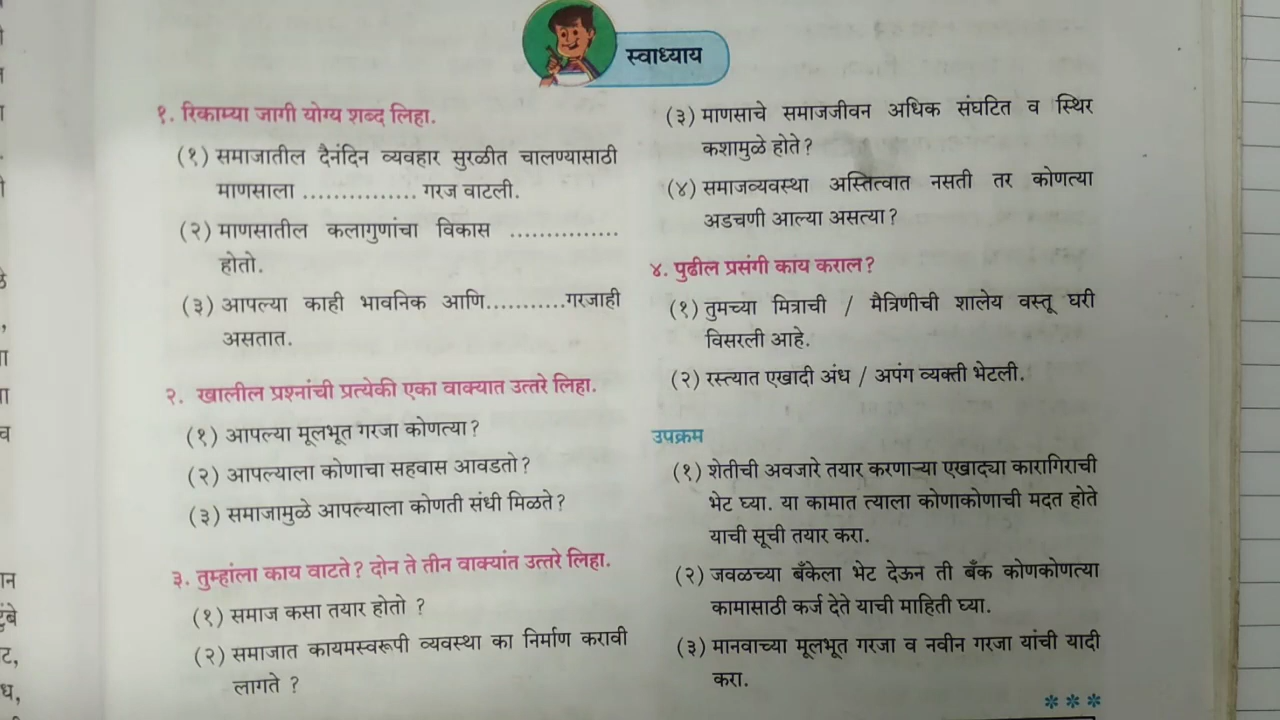 स्वाध्याय
१. रिकाम्या जागी योग्य शब्द लिहा.
(१) समाजातील दैनंदिन व्यवहार सुरळीत चालण्यासाठी
माणसाला ................ गरज वाटली.
(२) माणसातील कलागुणांचा विकास ...............
होतो.
(३) आपल्या काही भावनिक आणि...........गरजाही
असतात.
२. खालील प्रश्नांची प्रत्येकी एका वाक्यात उत्तरे लिहा.
(१) आपल्या मूलभूत गरजा कोणत्या ?
(२) आपल्याला कोणाचा सहवास आवडतो ?
(३) समाजामुळे आपल्याला कोणती संधी मिळते ?
३. तुम्हांला काय वाटते ? दोन ते तीन वाक्यांत उत्तरे लिहा.
(१) समाज कसा तयार होतो ?
(२) समाजात कायमस्वरूपी व्यवस्था का निर्माण करावी
लागते ?
(३) माणसाचे समाजजीवन अधिक संघटित व स्थिर
कशामुळे होते ?
(४) समाजव्यवस्था अस्तित्वात नसती तर कोणत्या
अडचणी आल्या असत्या ?
४. पुढील प्रसंगी काय कराल ?
(१) तुमच्या मित्राची / मैत्रिणीची शालेय वस्तू घरी
विसरली आहे.
(२) रस्त्यात एखादी अंध / अपंग व्यक्ती भेटली.
उपक्रम
(१) शेतीची अवजारे तयार करणाऱ्या एखाद्या कारागिराची
भेट घ्या. या कामात त्याला कोणाकोणाची मदत होते
याची सूची तयार करा.
(२) जवळच्या बँकेला भेट देऊन ती बँक कोणकोणत्या
कामासाठी कर्ज देते याची माहिती घ्या.
(३) मानवाच्या मूलभूत गरजा व नवीन गरजा यांची यादी
करा.
***